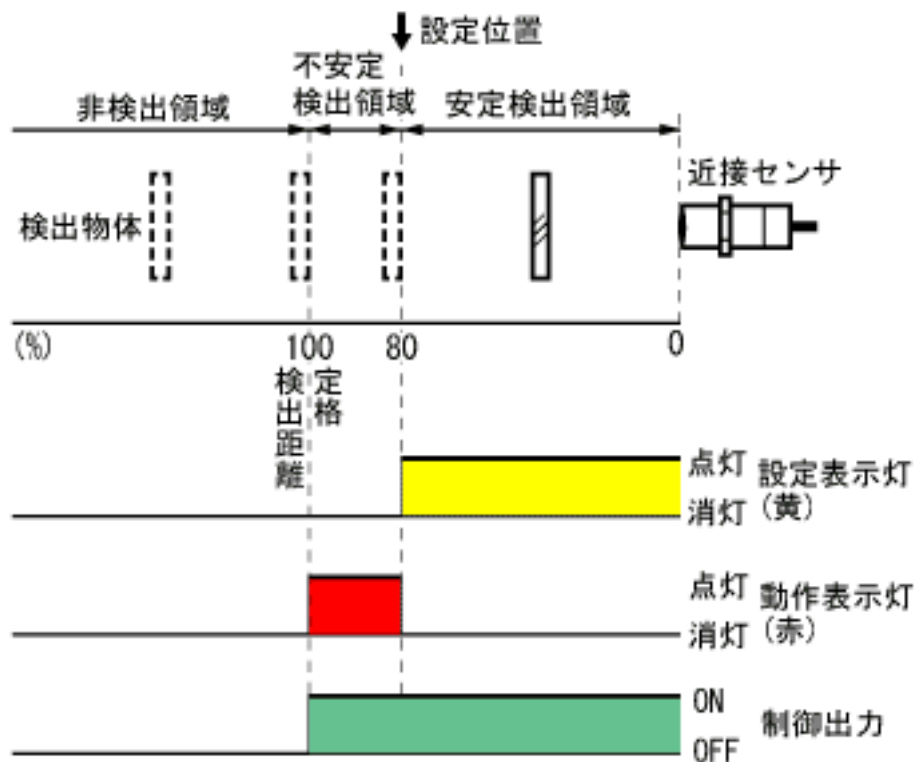 設定位置
不安定
検出領域
非検出領域
安定検出領域
近接センサ
検出物体
(%)
100
80
0
定格
検出距離
点灯
消灯
設定表示灯
(黄)
点灯
消灯
動作表示灯
(赤)
ON
OFF
制御出力